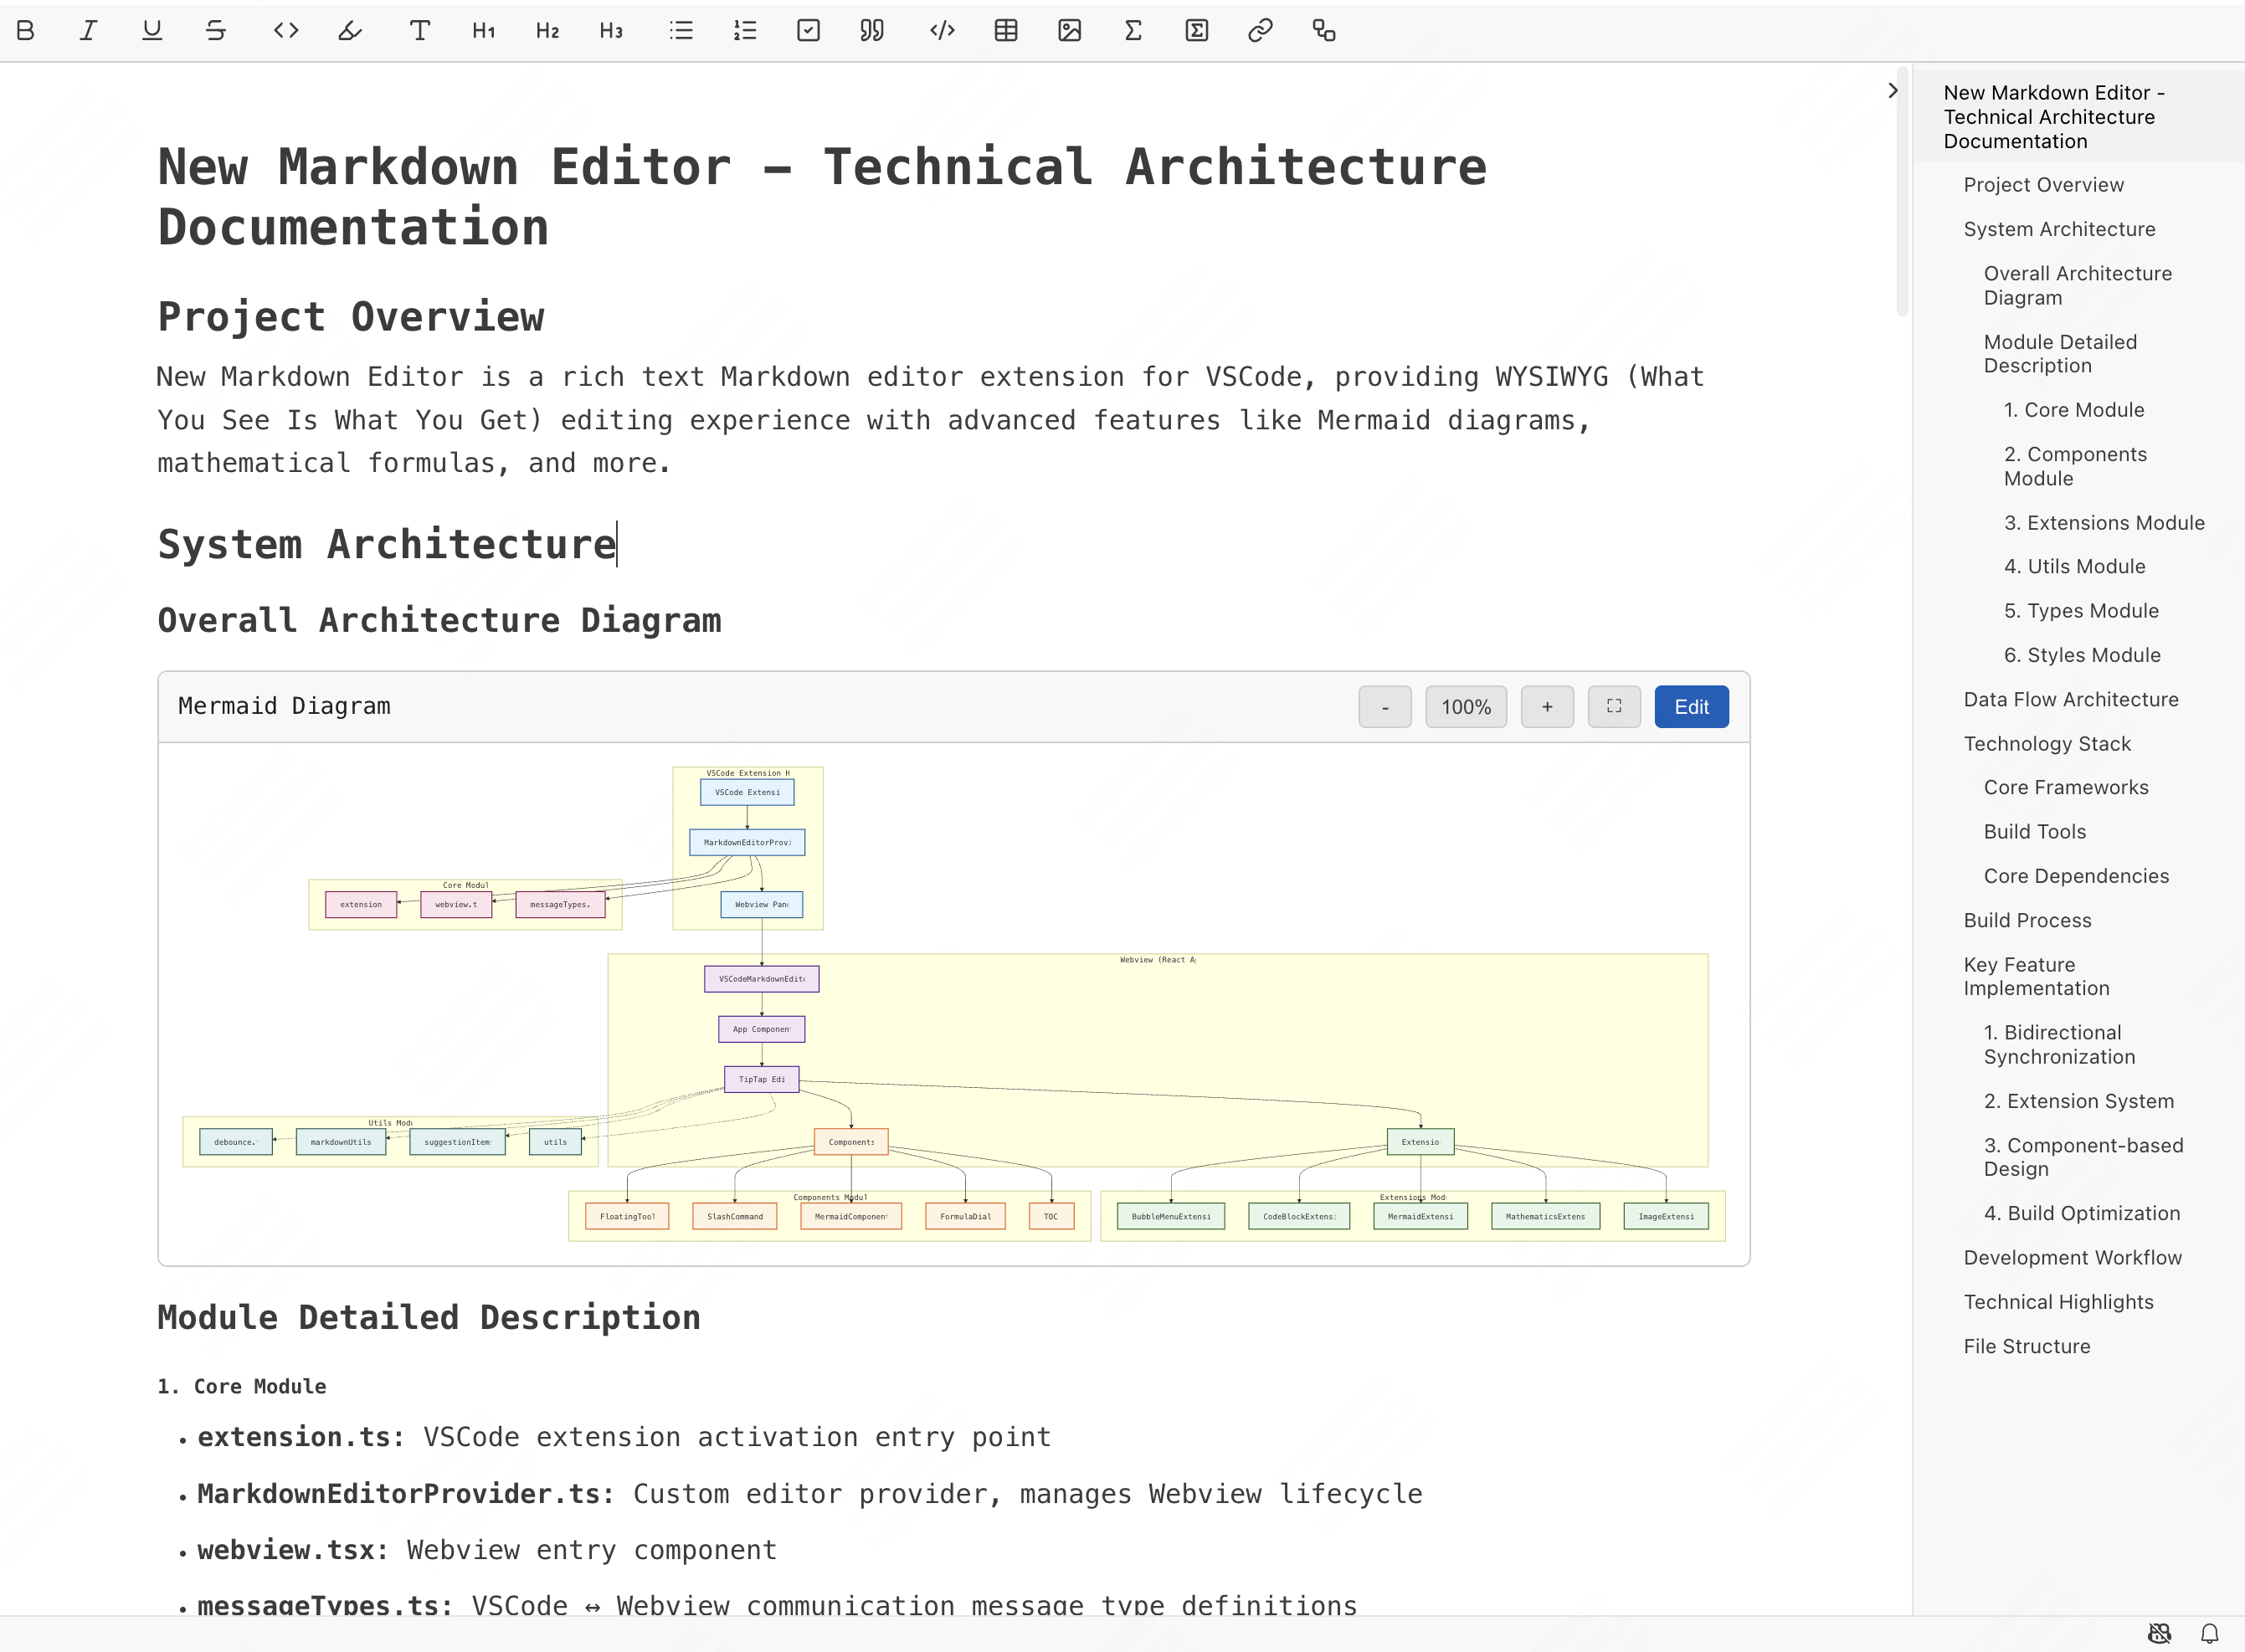 H1 H2 H3
New Markdown Editor – Technical Architecture
Documentation
Project Overview
New Markdown Editor is a rich text Markdown editor extension for VSCode, providing WYSIWYG (What
You See Is What You Get) editing experience with advanced features like Mermaid diagrams,
mathematical formulas, and more.
System Architecture
Overall Architecture Diagram
Mermaid Diagram
- 100% + Edit
VSCode Extension H
VSCode Extensi
MarkdownEditorProvi
Core Modul
extension webview.t messageTypes. Webview Pan
Webview (React A
VSCodeMarkdownEdit
App Componen
TipTap Edi
Utils Modu
debounce. markdownUtils suggestionItem utils Components Extensio
Components Modul Extensions Mod
FloatingTool SlashCommand MermaidComponen FormulaDial TOC BubbleMenuExtensi CodeBlockExtens MermaidExtensi MathematicsExtens ImageExtensi
Module Detailed Description
1. Core Module
• extension.ts: VSCode extension activation entry point
• MarkdownEditorProvider.ts: Custom editor provider, manages Webview lifecycle
• webview.tsx: Webview entry component
• messageTypes.ts: VSCode ↔ Webview communication message type definitions
New Markdown Editor -
Technical Architecture
Documentation
Project Overview
System Architecture
Overall Architecture
Diagram
Module Detailed
Description
1. Core Module
2. Components
Module
3. Extensions Module
4. Utils Module
5. Types Module
6. Styles Module
Data Flow Architecture
Technology Stack
Core Frameworks
Build Tools
Core Dependencies
Build Process
Key Feature
Implementation
1. Bidirectional
Synchronization
2. Extension System
3. Component-based
Design
4. Build Optimization
Development Workflow
Technical Highlights
File Structure